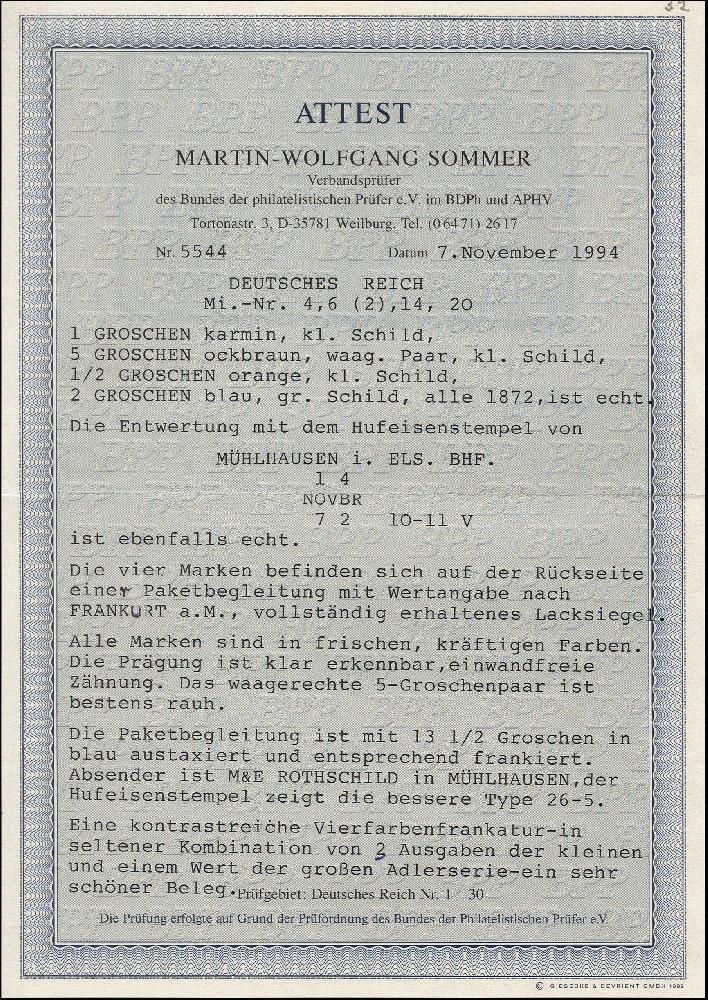 32
ATTEST
MARTIN-WOLFGANG SOMMER
Verbandsprüfer
des Bundes der philatelistischen Prüfer e.V. im BDPh und APHV
Tortonastr. 3, D-35781 Weilburg. Tel. (06471) 2617
Nr. 5544 Datum 7.November 1994
DEUTSCHES REICH
Mi.-Nr. 4,6 (2),14, 20
1 GROSCHEN karmin, kl. Schild,
5 GROSCHEN ockbraun, waag. Paar, kl. Schild,
1/2 GROSCHEN orange, kl. Schild,
2 GROSCHEN blau, gr. Schild, alle 1872,ist echt.
Die Entwertung mit dem Hufeisenstempel von
MÜHLHAUSEN i. ELS. BHF.
1 4
NOVBR
7 2 10-11 V
ist ebenfalls echt.
Die vier Marken befinden sich auf der Rückseite
einer Paketbegleitung mit Wertangabe nach
FRANKURT a.M., vollständig erhaltenes Lacksiegel.
Alle Marken sind in frischen, kräftigen Farben.
Die Prägung ist klar erkennbar,einwandfreie
Zähnung. Das waagerechte 5-Groschenpaar ist
bestens rauh.
Die Paketbegleitung ist mit 13 1/2 Groschen in
blau austaxiert und entsprechend frankiert.
Absender ist M&E ROTHSCHILD in MÜHLHAUSEN,der
Hufeisenstempel zeigt die bessere Type 26-5.
Eine kontrastreiche Vierfarbenfrankatur-in
seltener Kombination von 3 Ausgaben der kleinen
und einem Wert der großen Adlerserie-ein sehr
schöner Beleg. Prüfgebiet: Deutsches Reich Nr. 1 - 30
Die Prüfung erfolgte auf Grund der Prüfordnung des Bundes der Philatelistischen Prüfer e.V.
© GIESECKE & DEVRIENT GMBH 1992